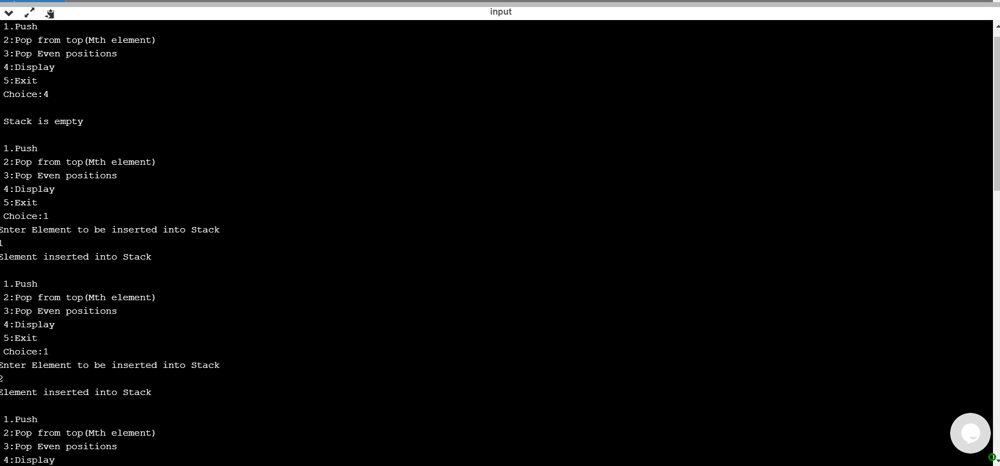 input
1.Push
2:Pop from top(Mth element)
3:Pop Even positions
4:Display
5:Exit
Choice:4
Stack is empty
1.Push
2:Pop from top(Mth element)
3:Pop Even positions
4:Display
5:Exit
Choice:1
Enter Element to be inserted into Stack
1
Element inserted into Stack
1.Push
2:Pop from top(Mth element)
3:Pop Even positions
4:Display
5:Exit
Choice:1
Enter Element to be inserted into Stack
2
Element inserted into Stack
1.Push
2:Pop from top(Mth element)
3:Pop Even positions
4:Display